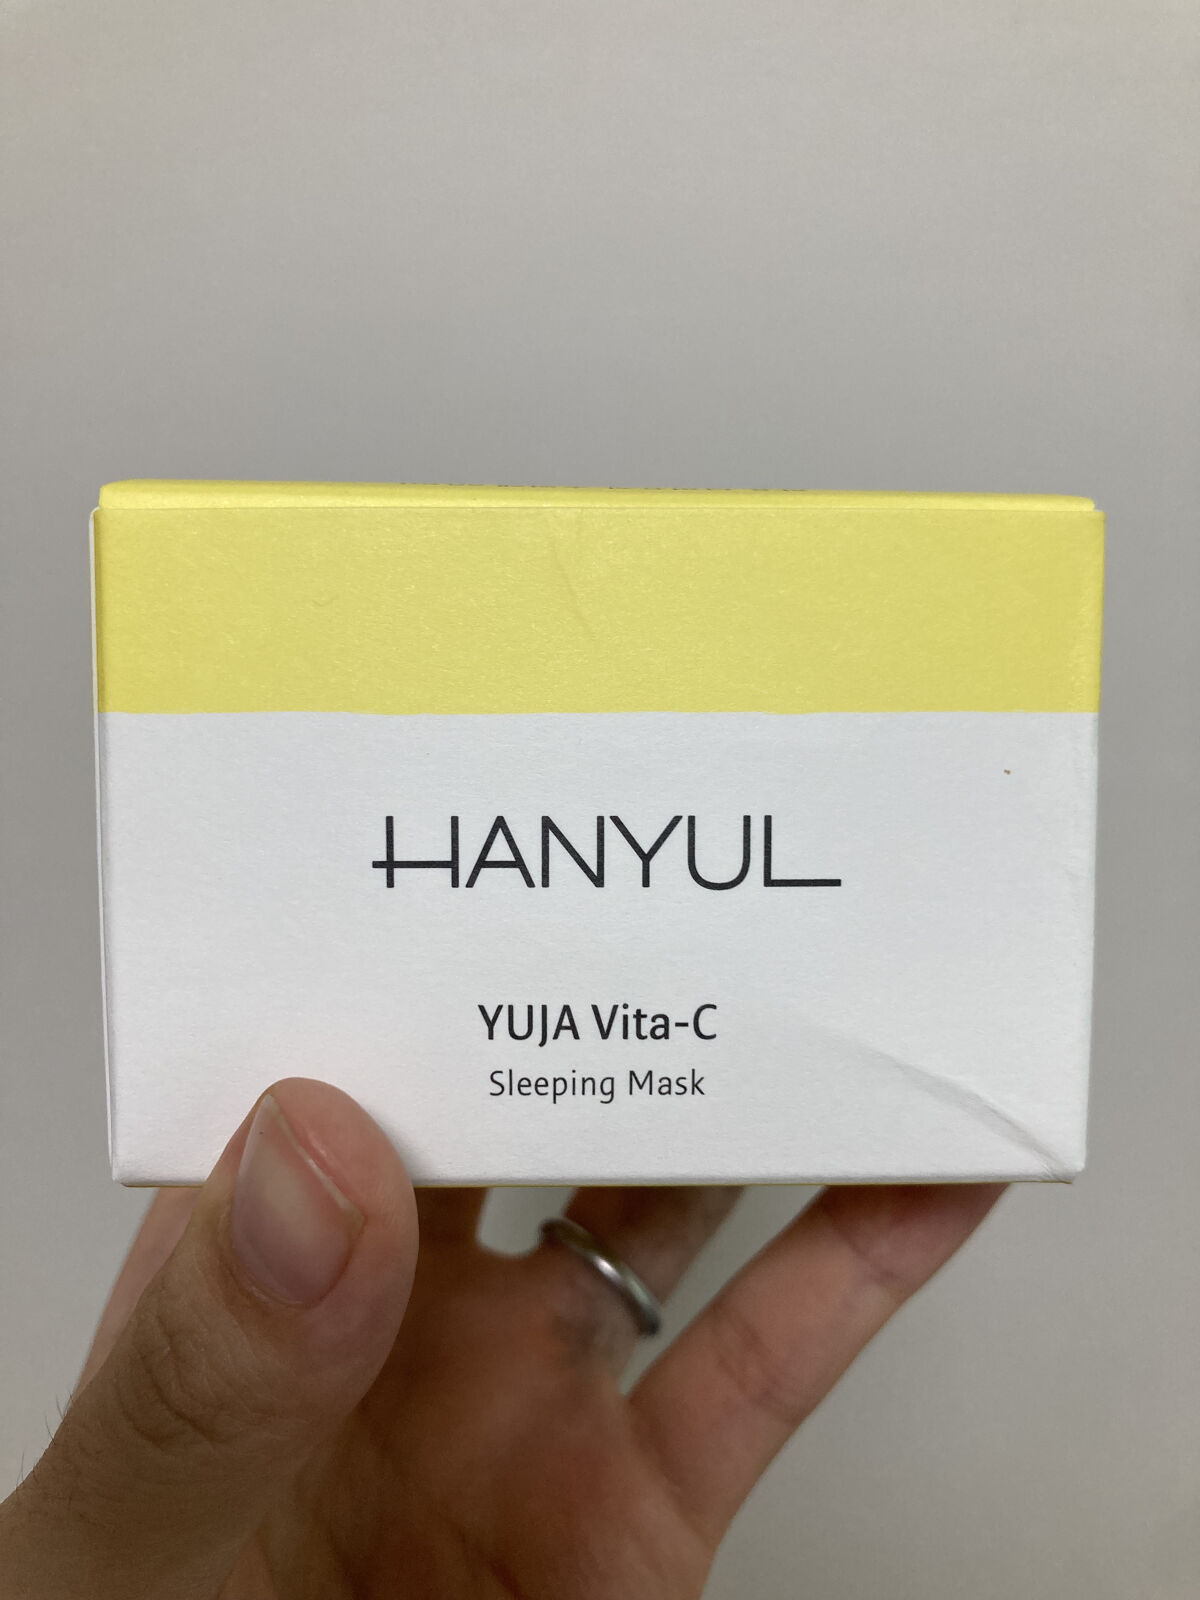 HANYUL
YUJA Vita-C
Sleeping Mask